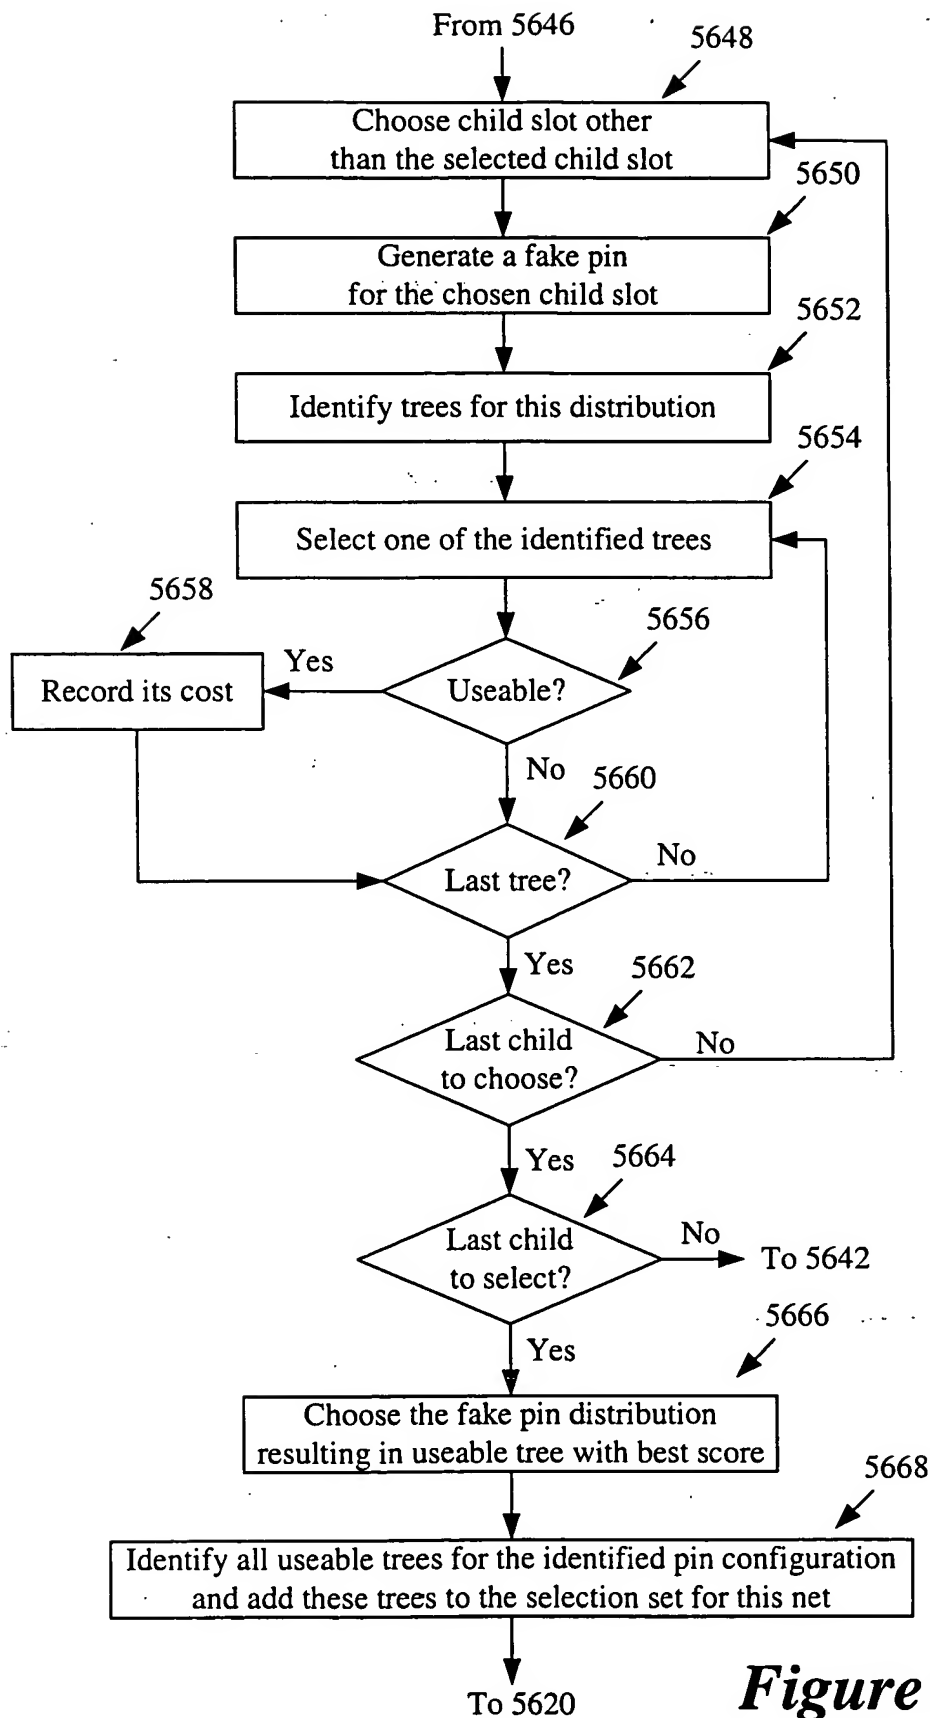 From 5646
5648
Choose child slot other
than the selected child slot
5650
Generate a fake pin
for the chosen child slot
5652
Identify trees for this distribution
5654
Select one of the identified trees
5658
5656
Yes
Record its cost
Useable?
No
5660
Last tree?
No
Yes
5662
Last child
to choose?
No
Yes
5664
Last child
to select?
No
To 5642
5666
Yes
Choose the fake pin distribution
resulting in useable tree with best score
5668
Identify all useable trees for the identified pin configuration
and add these trees to the selection set for this net
To 5620
Figure